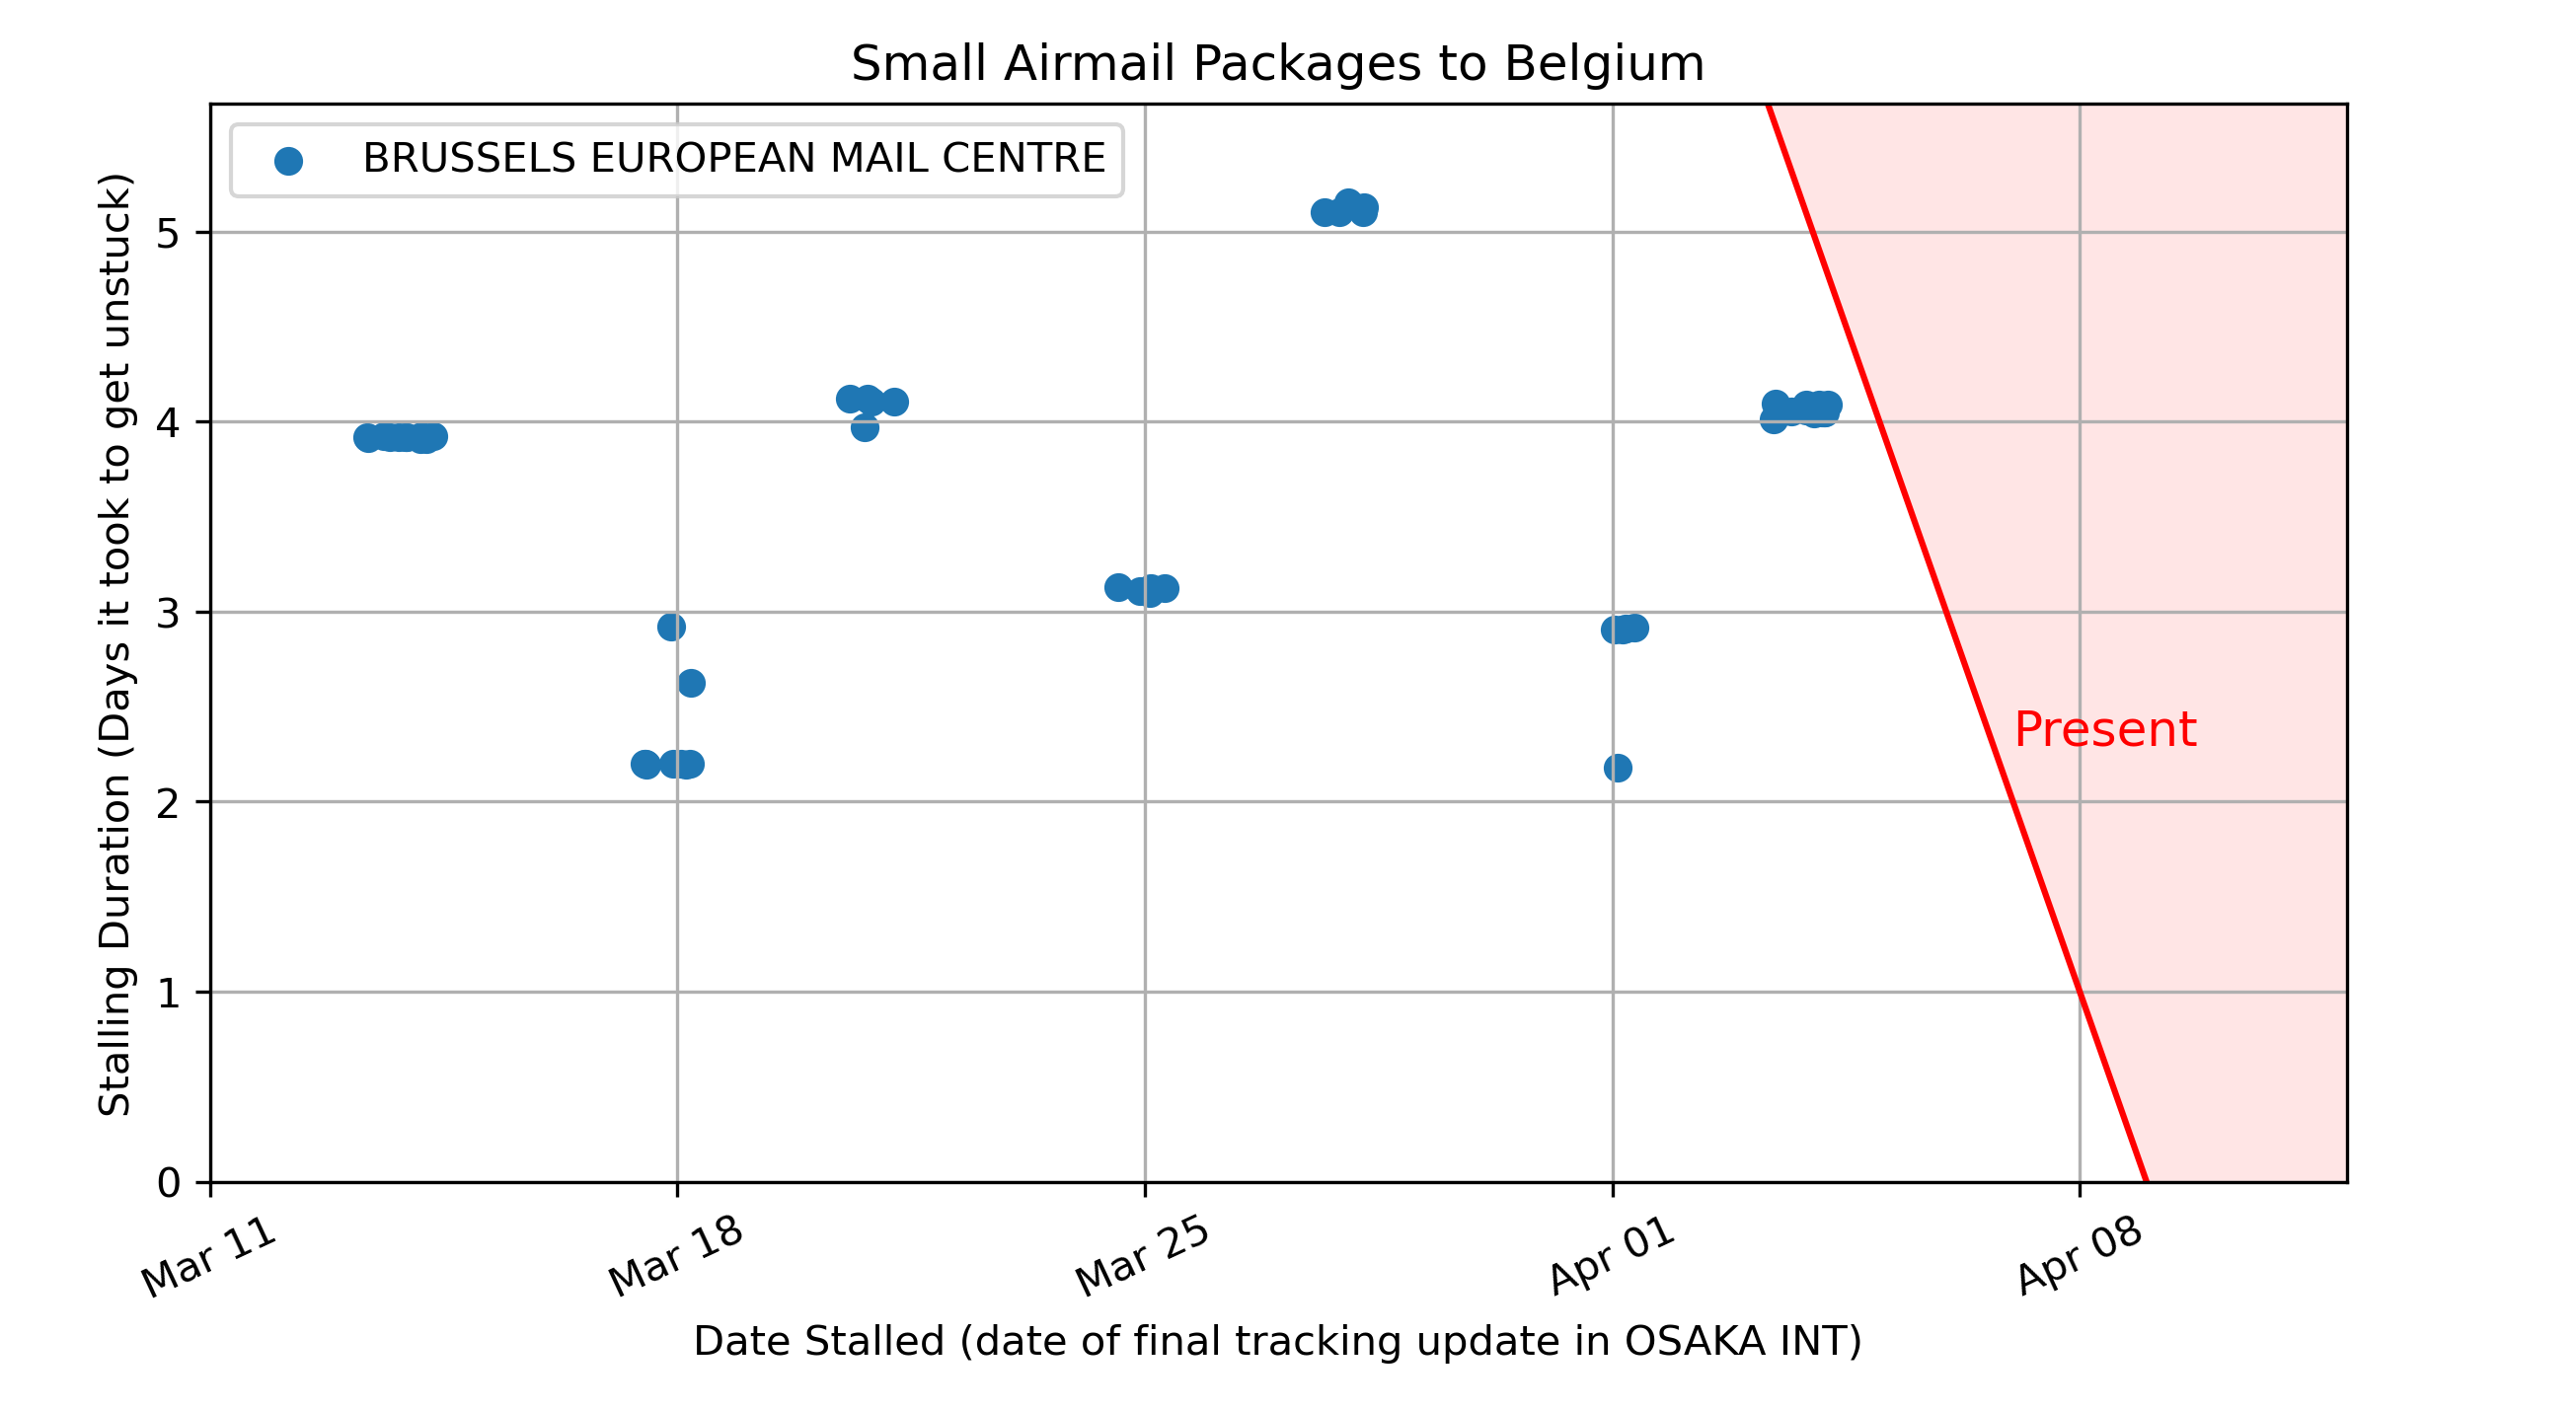 Small Airmail Packages to Belgium
BRUSSELS EUROPEAN MAIL CENTRE
Stalling Duration (Days it took to get unstuck)
5
4
3
2
1
0
Present
Mar 11
Mar 18
Mar 25
Apr 01
Apr 08
Date Stalled (date of final tracking update in OSAKA INT)